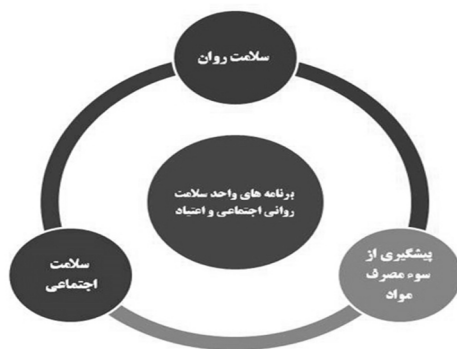 سلامت روان
برنامه های واحد سلامت
روانی اجتماعی و اعتیاد
پیشگیری از
سوء مصرف
مواد
سلامت
اجتماعی